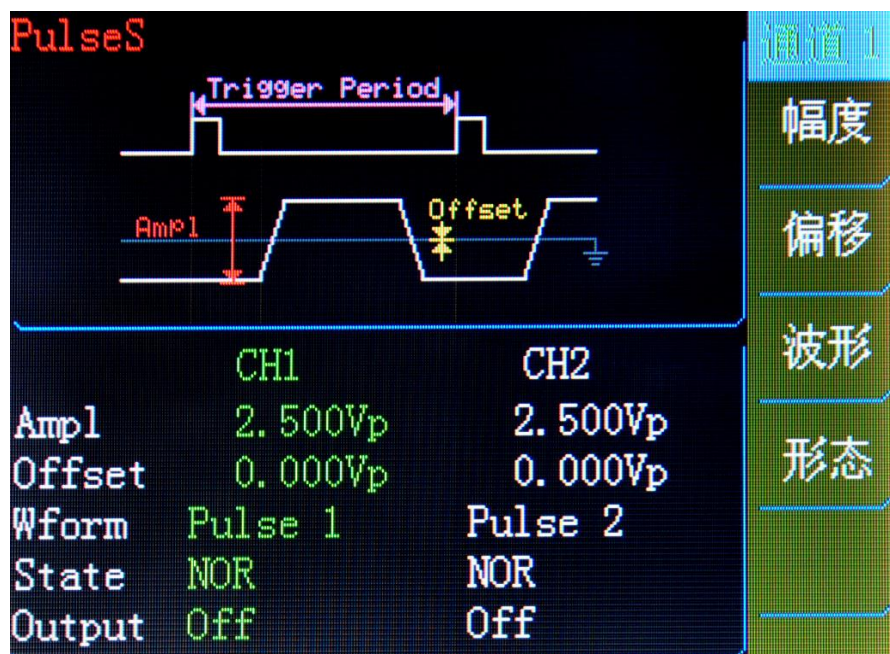 PulseS
通道 1
Trigger Period
幅度
Ampl
Offset
偏移
波形
CH1 CH2
Ampl 2.500Vp 2.500Vp
Offset 0.000Vp 0.000Vp
形态
Wform Pulse 1 Pulse 2
State NOR NOR
Output Off Off